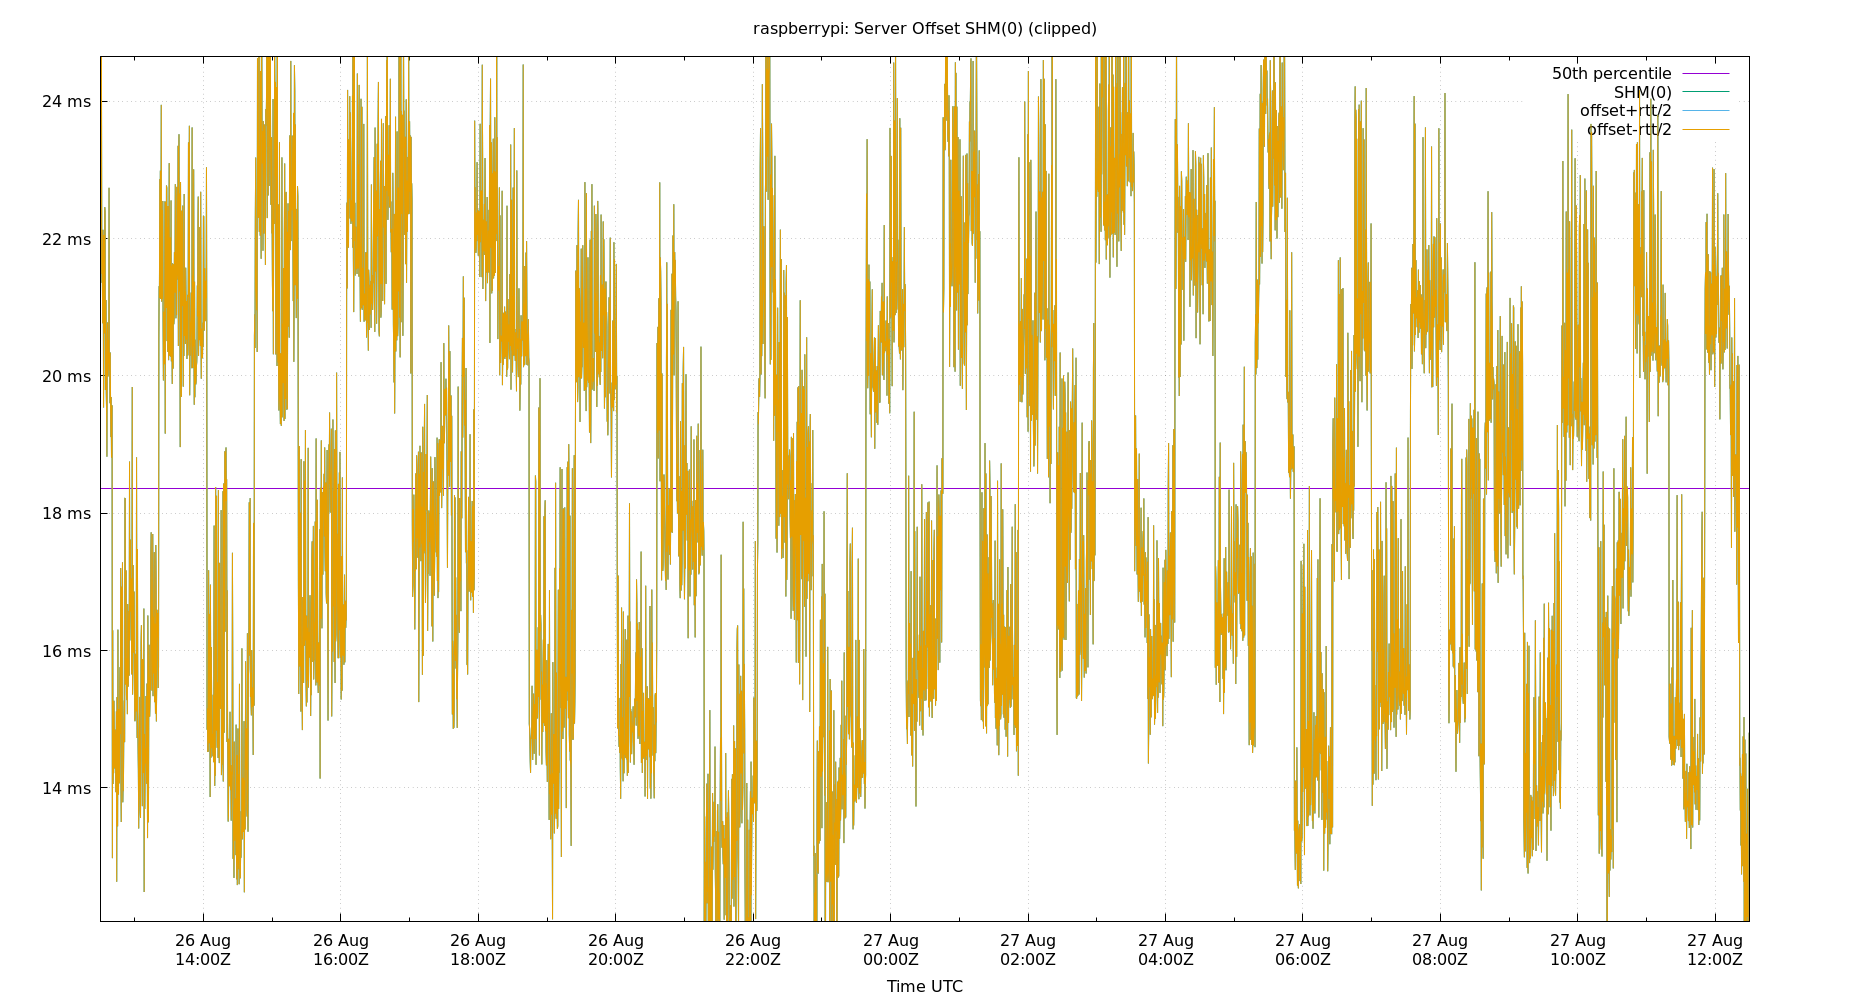 raspberrypi: Server Offset SHM(0) (clipped)
50th percentile
SHM(0)
offset+rtt/2
offset-rtt/2
24 ms
22 ms
20 ms
18 ms
16 ms
14 ms
26 Aug 26 Aug 26 Aug 26 Aug 26 Aug 27 Aug 27 Aug 27 Aug 27 Aug 27 Aug 27 Aug 27 Aug
14:00Z 16:00Z 18:00Z 20:00Z 22:00Z 00:00Z 02:00Z 04:00Z 06:00Z 08:00Z 10:00Z 12:00Z
Time UTC